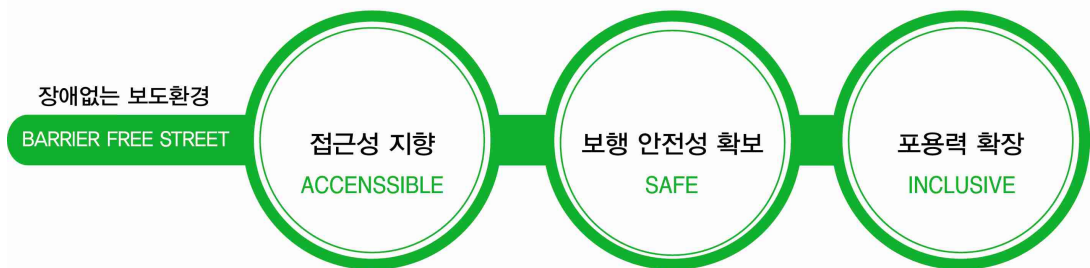 장애없는 보도환경
BARRIER FREE STREET
접근성 지향
ACCENSSIBLE
보행 안전성 확보
SAFE
포용력 확장
INCLUSIVE